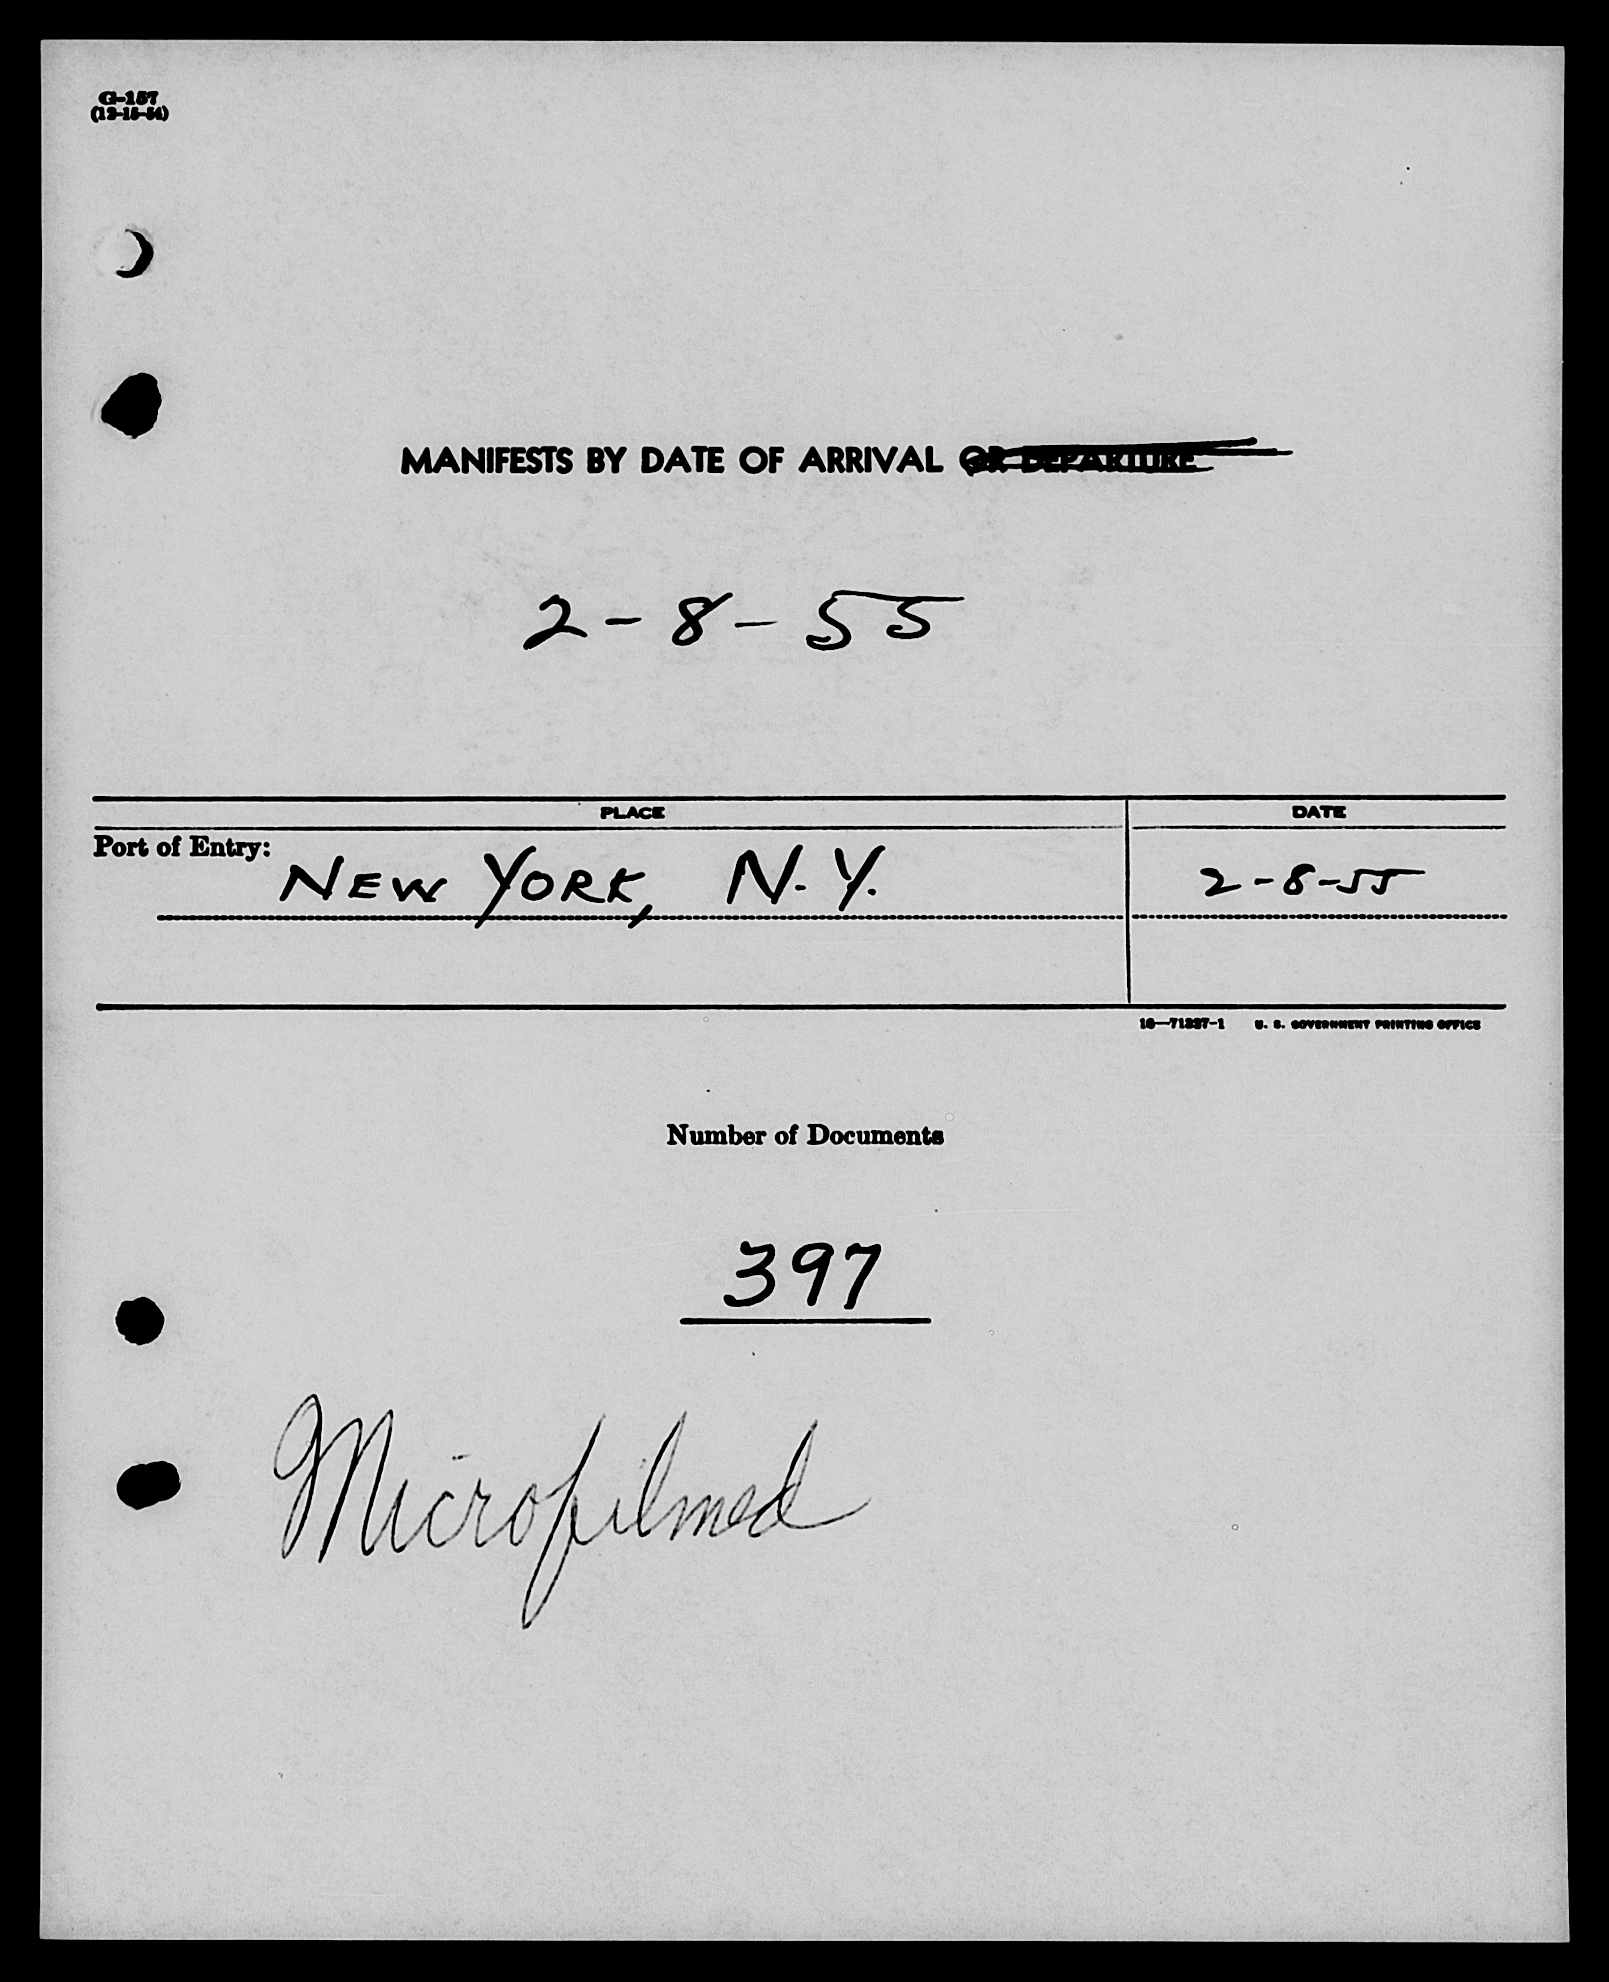 G-157
(12-15-54)
MANIFESTS BY DATE OF ARRIVAL OR DEPARTURE
2-8-55
PLACE DATE
Port of Entry: NEW YORK, N.Y. 2-8-55
16—71327-1 U. S. GOVERNMENT PRINTING OFFICE
Number of Documents
397
Microfilmed